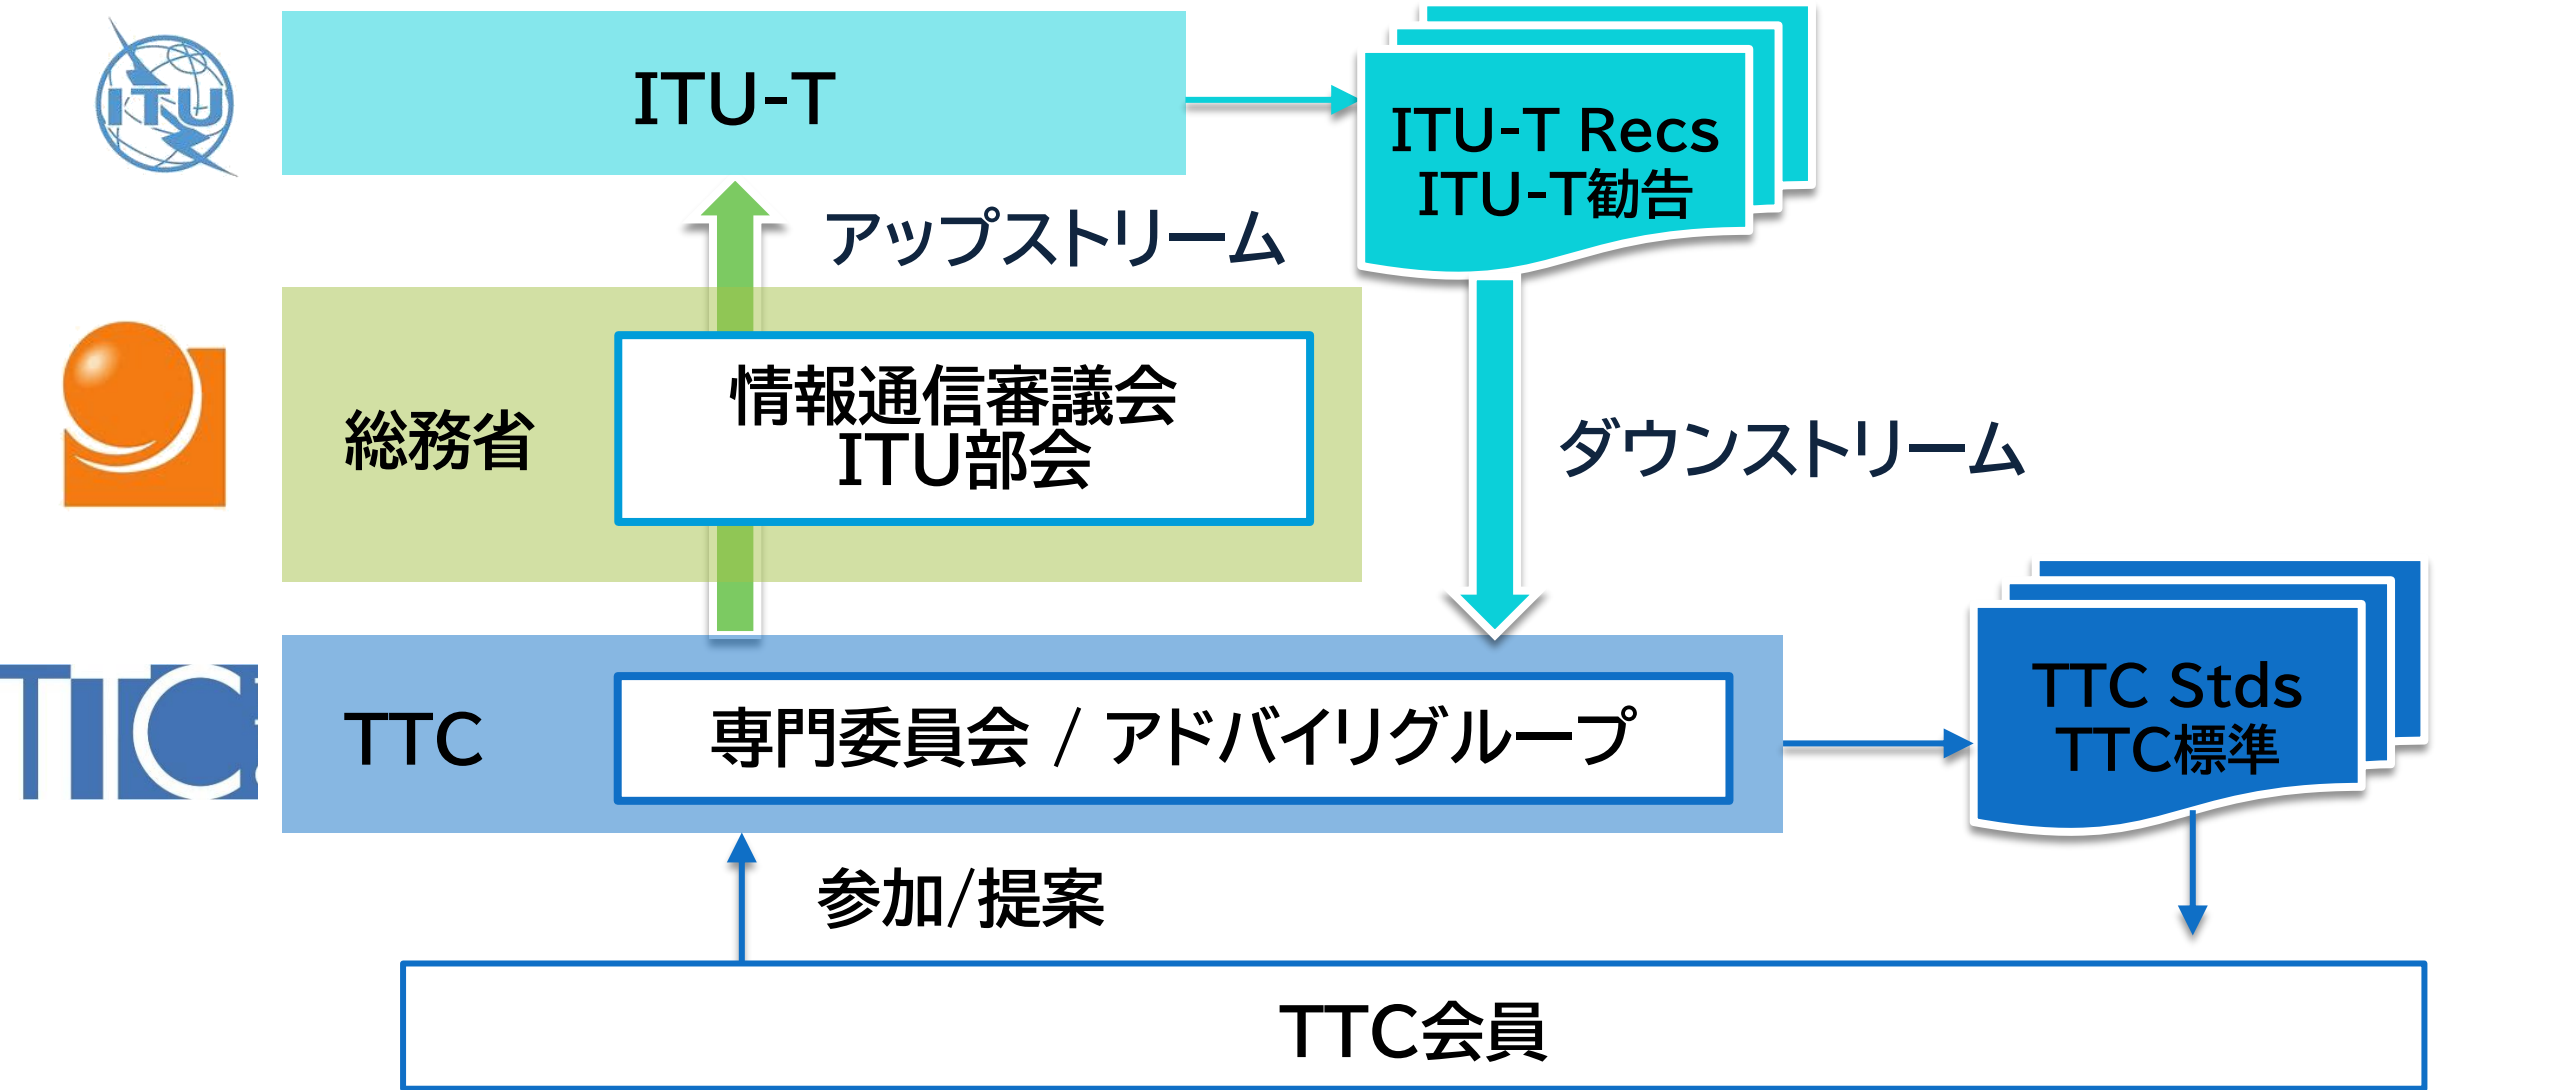 ITU
ITU-T
ITU-T Recs
ITU-T勧告
アップストリーム
総務省
情報通信審議会
ITU部会
ダウンストリーム
TTC
TTC
専門委員会 / アドバイリグループ
TTC Stds
TTC標準
参加/提案
TTC会員